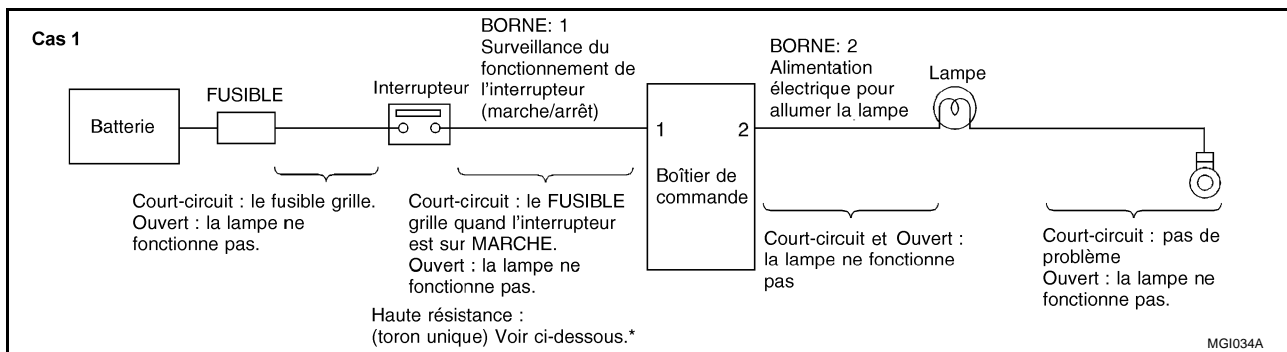 Cas 1
Batterie
FUSIBLE
Interrupteur
BORNE: 1
Surveillance du
fonctionnement de
l'interrupteur
(marche/arrêt)
1
2
Boîtier de
commande
BORNE: 2
Alimentation
électrique pour
allumer la lampe
Lampe
Court-circuit : le fusible grille.
Ouvert : la lampe ne
fonctionne pas.
Court-circuit : le FUSIBLE
grille quand l'interrupteur
est sur MARCHE.
Ouvert : la lampe ne
fonctionne pas.
Haute résistance :
(toron unique) Voir ci-dessous.*
Court-circuit et Ouvert :
la lampe ne fonctionne
pas
Court-circuit : pas de
problème
Ouvert : la lampe ne
fonctionne pas.
MGI034A